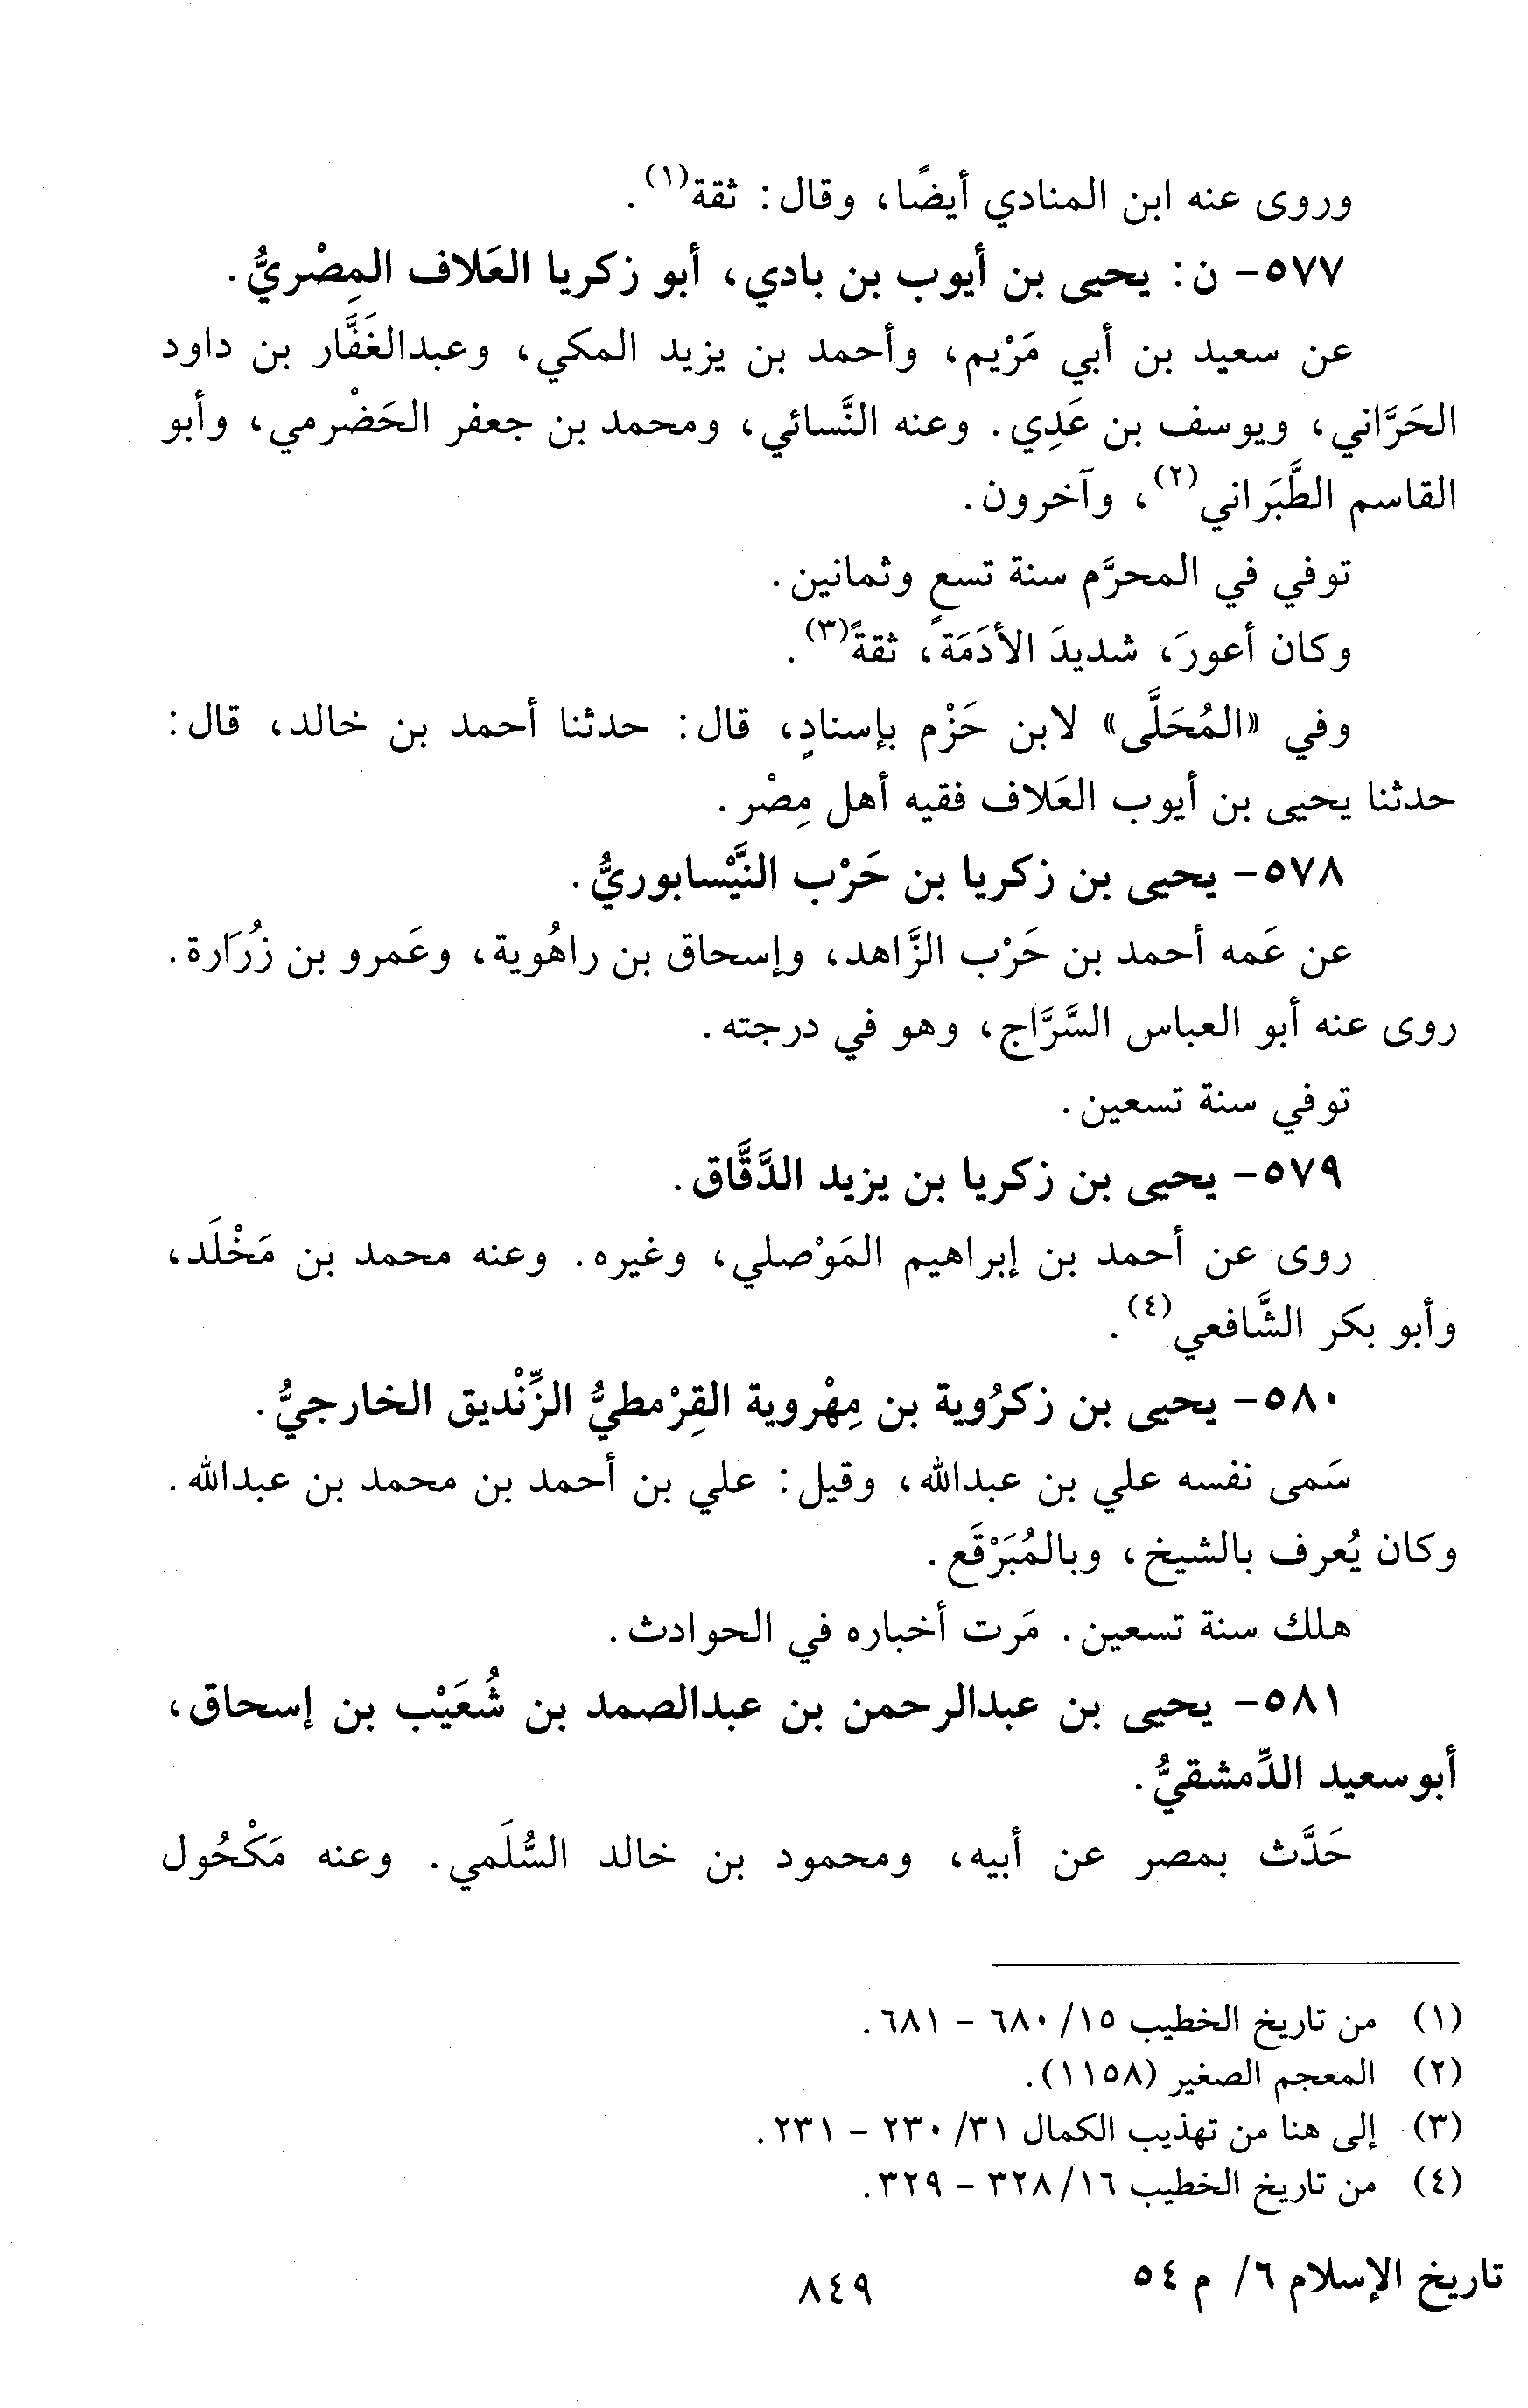 وروى عنه ابن المنادي أيضًا، وقال: ثقة(١).
٥٧٧- ن: يحيى بن أيوب بن بادي، أبو زكريا العَلاف المِصْريُّ.
عن سعيد بن أبي مَرْيم، وأحمد بن يزيد المكي، وعبدالغَفَّار بن داود
الحَرَّاني، ويوسف بن عَدِي. وعنه النَّسائي، ومحمد بن جعفر الحَضْرمي، وأبو
القاسم الطَّبَراني(٢)، وآخرون.
توفي في المحرَّم سنة تسعٍ وثمانين.
وكان أعورَ، شديدَ الأدَمَة، ثقةً(٣).
وفي «المُحَلَّى» لابن حَزْم بإسنادٍ، قال: حدثنا أحمد بن خالد، قال:
حدثنا يحيى بن أيوب العَلاف فقيه أهل مِصْر.
٥٧٨- يحيى بن زكريا بن حَرْب النَّيْسابوريُّ.
عن عَمه أحمد بن حَرْب الزَّاهد، وإسحاق بن راهُوية، وعَمرو بن زُرَارة.
روى عنه أبو العباس السَّرَّاج، وهو في درجته.
توفي سنة تسعين.
٥٧٩- يحيى بن زكريا بن يزيد الدَّقَّاق.
روى عن أحمد بن إبراهيم المَوْصلي، وغيره. وعنه محمد بن مَخْلَد،
وأبو بكر الشَّافعي(٤).
٥٨٠- يحيى بن زكرُوية بن مِهْروية القِرْمطيُّ الزِّنْديق الخارجيُّ.
سَمى نفسه علي بن عبدالله، وقيل: علي بن أحمد بن محمد بن عبدالله.
وكان يُعرف بالشيخ، وبالمُبَرْقَع.
هلك سنة تسعين. مَرت أخباره في الحوادث.
٥٨١- يحيى بن عبدالرحمن بن عبدالصمد بن شُعَيْب بن إسحاق،
أبوسعيد الدِّمشقيُّ.
حَدَّث بمصر عن أبيه، ومحمود بن خالد السُّلَمي. وعنه مَكْحُول
(١) من تاريخ الخطيب ١٥/ ٦٨٠ - ٦٨١.
(٢) المعجم الصغير (١١٥٨).
(٣) إلى هنا من تهذيب الكمال ٣١/ ٢٣٠ - ٢٣١.
(٤) من تاريخ الخطيب ١٦/ ٣٢٨ - ٣٢٩.
تاريخ الإسلام ٦/ م ٥٤
٨٤٩